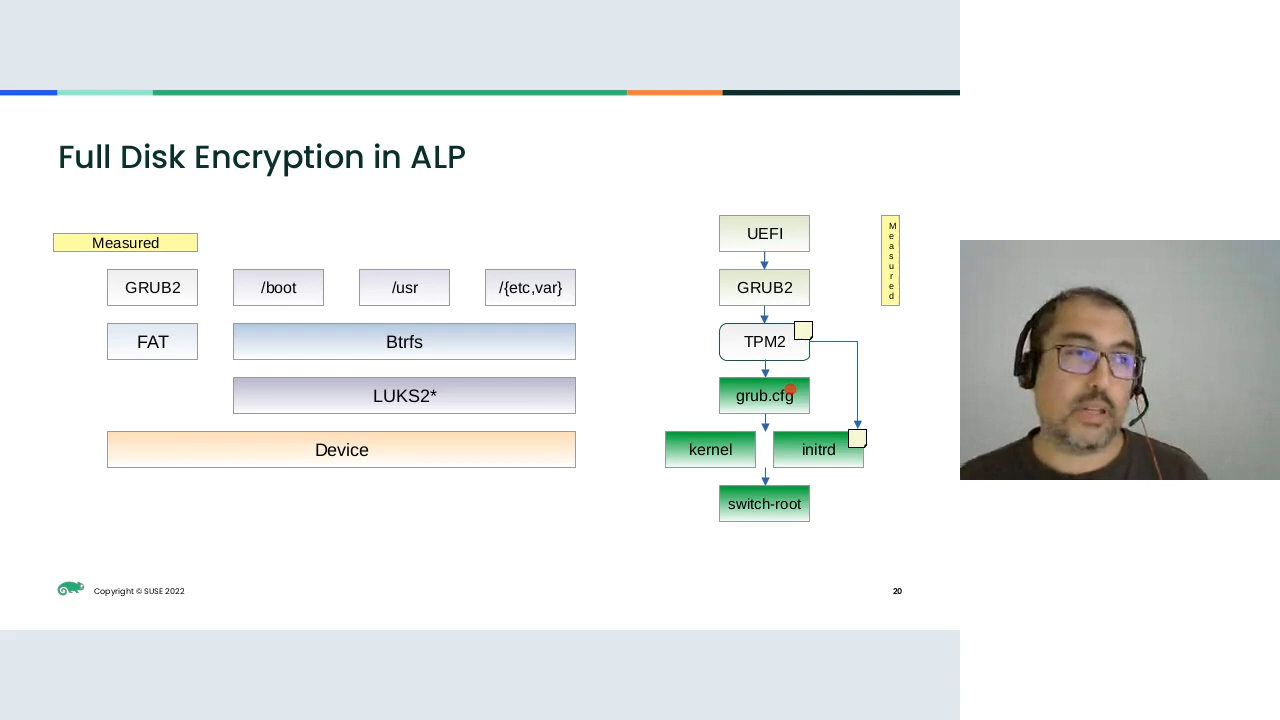 Full Disk Encryption in ALP
Measured
GRUB2
/boot
/usr
/{etc,var}
FAT
Btrfs
LUKS2*
Device
UEFI
GRUB2
TPM2
grub.cfg
kernel
initrd
switch-root
Measured
Copyright © SUSE 2022
20